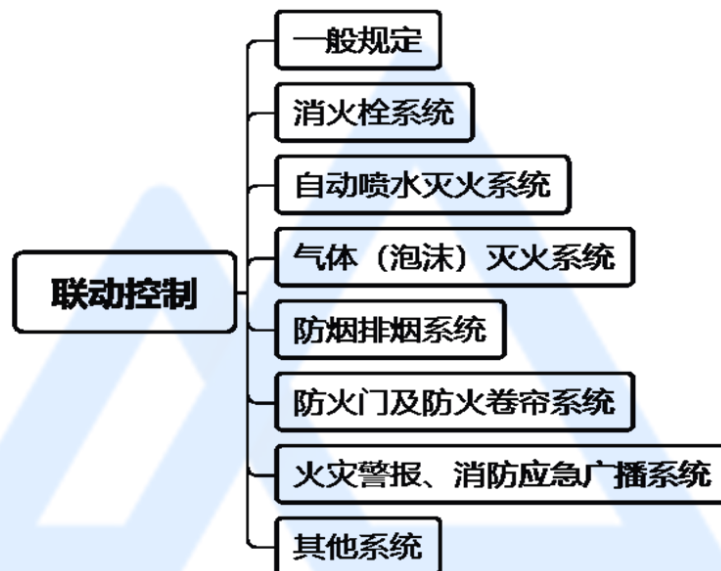 一般规定
消火栓系统
自动喷水灭火系统
气体（泡沫）灭火系统
联动控制
防烟排烟系统
防火门及防火卷帘系统
火灾警报、消防应急广播系统
其他系统